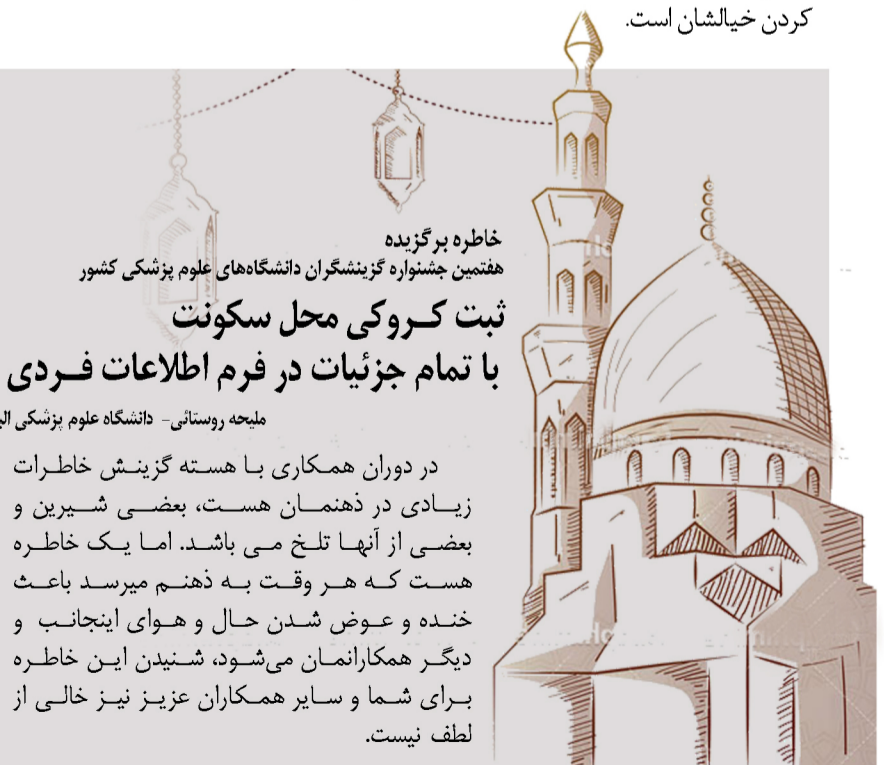 کردن خیالشان است.
خاطره برگزیده
هفتمین جشنواره گزینشگران دانشگاه‌های علوم پزشکی کشور
ثبت کروکی محل سکونت
با تمام جزئیات در فرم اطلاعات فردی
ملیحه روستائی- دانشگاه علوم پزشکی
در دوران همکاری با هسته گزینش خاطرات
زیادی در ذهنمان هست، بعضی شیرین و
بعضی از آنها تلخ می باشد. اما یک خاطره
هست که هر وقت به ذهنم میرسد باعث
خنده و عوض شدن حال و هوای اینجانب و
دیگر همکارانمان می‌شود، شنیدن این خاطره
برای شما و سایر همکاران عزیز نیز خالی از
لطف نیست.